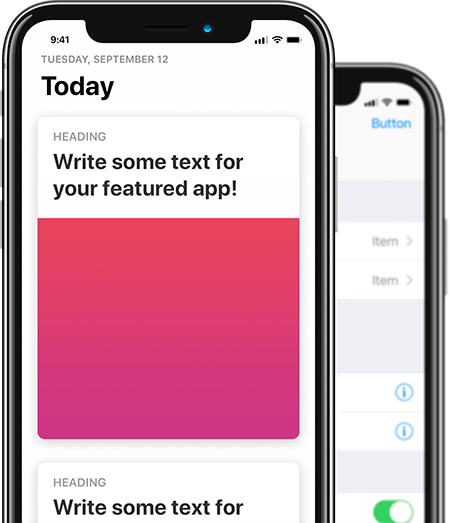 9:41
TUESDAY, SEPTEMBER 12
Today
HEADING
Write some text for
your featured app!
HEADING
Write some text for
Button
Item
Item